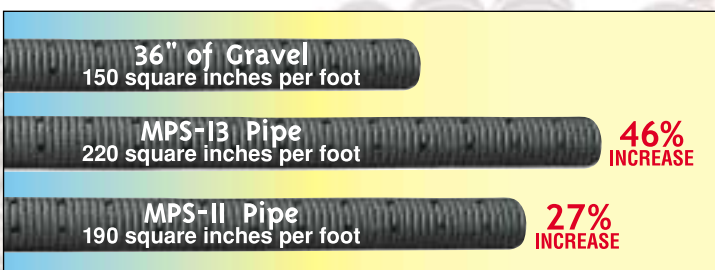 36" of Gravel
150 square inches per foot
MPS-13 Pipe
220 square inches per foot
46%
INCREASE
MPS-11 Pipe
190 square inches per foot
27%
INCREASE